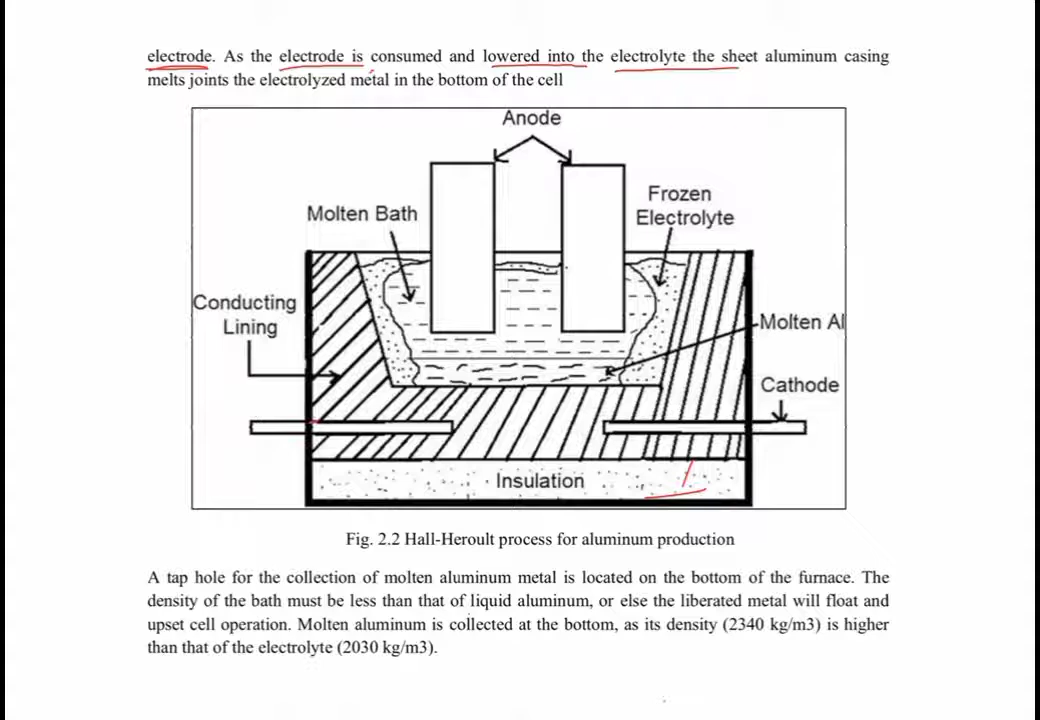 electrode. As the electrode is consumed and lowered into the electrolyte the sheet aluminum casing
melts joints the electrolyzed metal in the bottom of the cell
Anode
Molten Bath
Frozen
Electrolyte
Conducting
Lining
Molten Al
Cathode
Insulation
Fig. 2.2 Hall-Heroult process for aluminum production
A tap hole for the collection of molten aluminum metal is located on the bottom of the furnace. The
density of the bath must be less than that of liquid aluminum, or else the liberated metal will float and
upset cell operation. Molten aluminum is collected at the bottom, as its density (2340 kg/m3) is higher
than that of the electrolyte (2030 kg/m3).